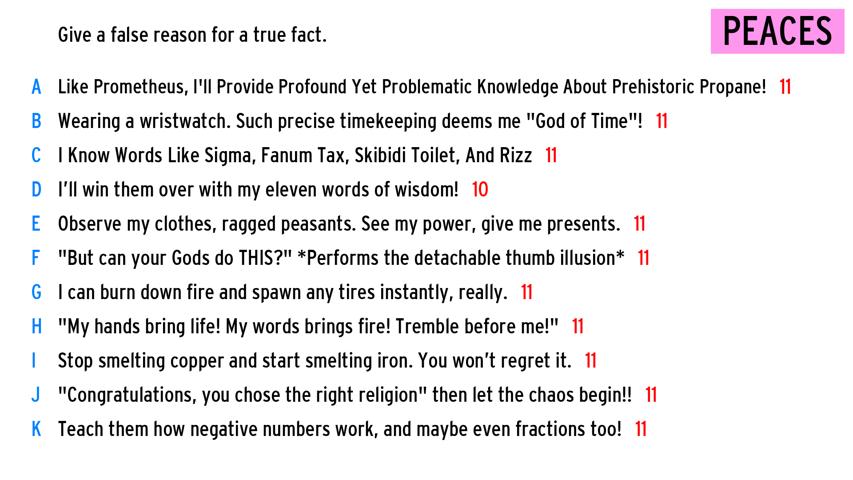 Give a false reason for a true fact.
PEACES
A Like Prometheus, I'll Provide Profound Yet Problematic Knowledge About Prehistoric Propane! 11
B Wearing a wristwatch. Such precise timekeeping deems me "God of Time"! 11
C I Know Words Like Sigma, Fanum Tax, Skibidi Toilet, And Rizz 11
D I’ll win them over with my eleven words of wisdom! 10
E Observe my clothes, ragged peasants. See my power, give me presents. 11
F "But can your Gods do THIS?" *Performs the detachable thumb illusion* 11
G I can burn down fire and spawn any tires instantly, really. 11
H "My hands bring life! My words brings fire! Tremble before me!" 11
I Stop smelting copper and start smelting iron. You won’t regret it. 11
J "Congratulations, you chose the right religion" then let the chaos begin!! 11
K Teach them how negative numbers work, and maybe even fractions too! 11